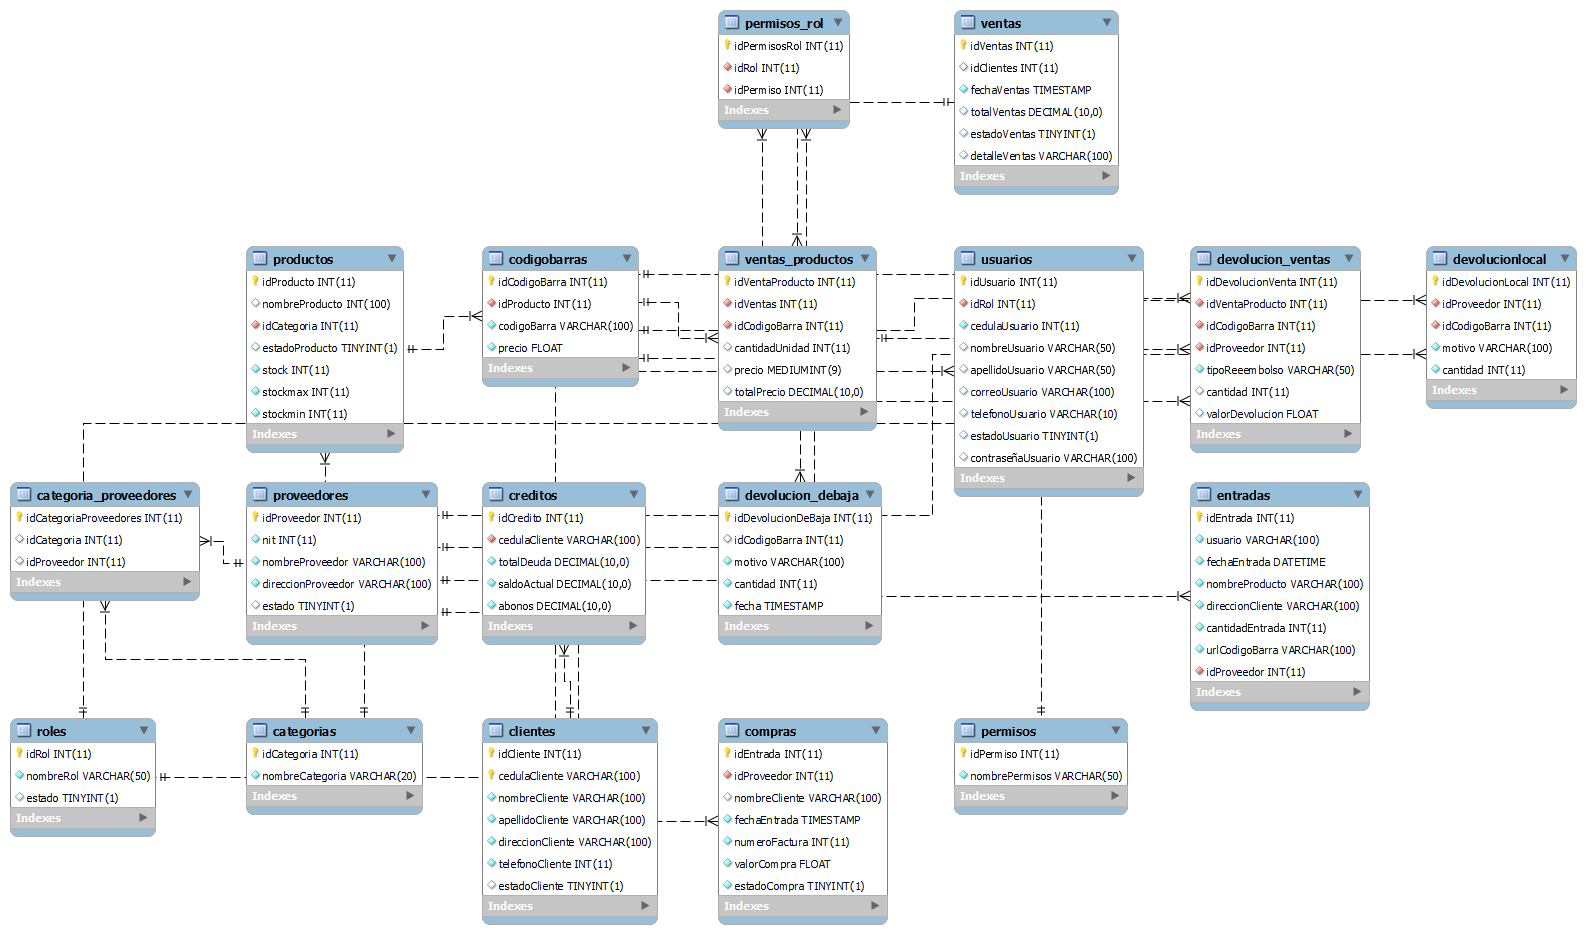 permisos_rol
idPermisosRol INT(11)
idRol INT(11)
idPermiso INT(11)
Indexes
ventas
idVentas INT(11)
idClientes INT(11)
fechaVentas TIMESTAMP
totalVentas DECIMAL(10,0)
estadoVentas TINYINT(1)
detalleVentas VARCHAR(100)
Indexes
productos
idProducto INT(11)
nombreProducto INT(100)
idCategoria INT(11)
estadoProducto TINYINT(1)
stock INT(11)
stockmax INT(11)
stockmin INT(11)
Indexes
codigobarras
idCodigoBarra INT(11)
idProducto INT(11)
codigoBarra VARCHAR(100)
precio FLOAT
Indexes
ventas_productos
idVentaProducto INT(11)
idVentas INT(11)
idCodigoBarra INT(11)
cantidadUnidad INT(11)
precio MEDIUMINT(9)
totalPrecio DECIMAL(10,0)
Indexes
usuarios
idUsuario INT(11)
idRol INT(11)
cedulaUsuario INT(11)
nombreUsuario VARCHAR(50)
apellidoUsuario VARCHAR(50)
correoUsuario VARCHAR(100)
telefonoUsuario VARCHAR(10)
estadoUsuario TINYINT(1)
contraseñaUsuario VARCHAR(100)
Indexes
devolucion_ventas
idDevolucionVenta INT(11)
idVentaProducto INT(11)
idCodigoBarra INT(11)
idProveedor INT(11)
tipoReeembolso VARCHAR(50)
cantidad INT(11)
valorDevolucion FLOAT
Indexes
devolucionlocal
idDevolucionLocal INT(11)
idProveedor INT(11)
idCodigoBarra INT(11)
motivo VARCHAR(100)
cantidad INT(11)
Indexes
categoria_proveedores
idCategoriaProveedores INT(11)
idCategoria INT(11)
idProveedor INT(11)
Indexes
proveedores
idProveedor INT(11)
nit INT(11)
nombreProveedor VARCHAR(100)
direccionProveedor VARCHAR(100)
estado TINYINT(1)
Indexes
creditos
idCredito INT(11)
cedulaCliente VARCHAR(100)
totalDeuda DECIMAL(10,0)
saldoActual DECIMAL(10,0)
abonos DECIMAL(10,0)
Indexes
devolucion_debaja
idDevolucionDeBaja INT(11)
idCodigoBarra INT(11)
motivo VARCHAR(100)
cantidad INT(11)
fecha TIMESTAMP
Indexes
entradas
idEntrada INT(11)
usuario VARCHAR(100)
fechaEntrada DATETIME
nombreProducto VARCHAR(100)
direccionCliente VARCHAR(100)
cantidadEntrada INT(11)
urlCodigoBarra VARCHAR(100)
idProveedor INT(11)
Indexes
roles
idRol INT(11)
nombreRol VARCHAR(50)
estado TINYINT(1)
Indexes
categorias
idCategoria INT(11)
nombreCategoria VARCHAR(20)
Indexes
clientes
idCliente INT(11)
cedulaCliente VARCHAR(100)
nombreCliente VARCHAR(100)
apellidoCliente VARCHAR(100)
direccionCliente VARCHAR(100)
telefonoCliente INT(11)
estadoCliente TINYINT(1)
Indexes
compras
idEntrada INT(11)
idProveedor INT(11)
nombreCliente VARCHAR(100)
fechaEntrada TIMESTAMP
numeroFactura INT(11)
valorCompra FLOAT
estadoCompra TINYINT(1)
Indexes
permisos
idPermiso INT(11)
nombrePermisos VARCHAR(50)
Indexes